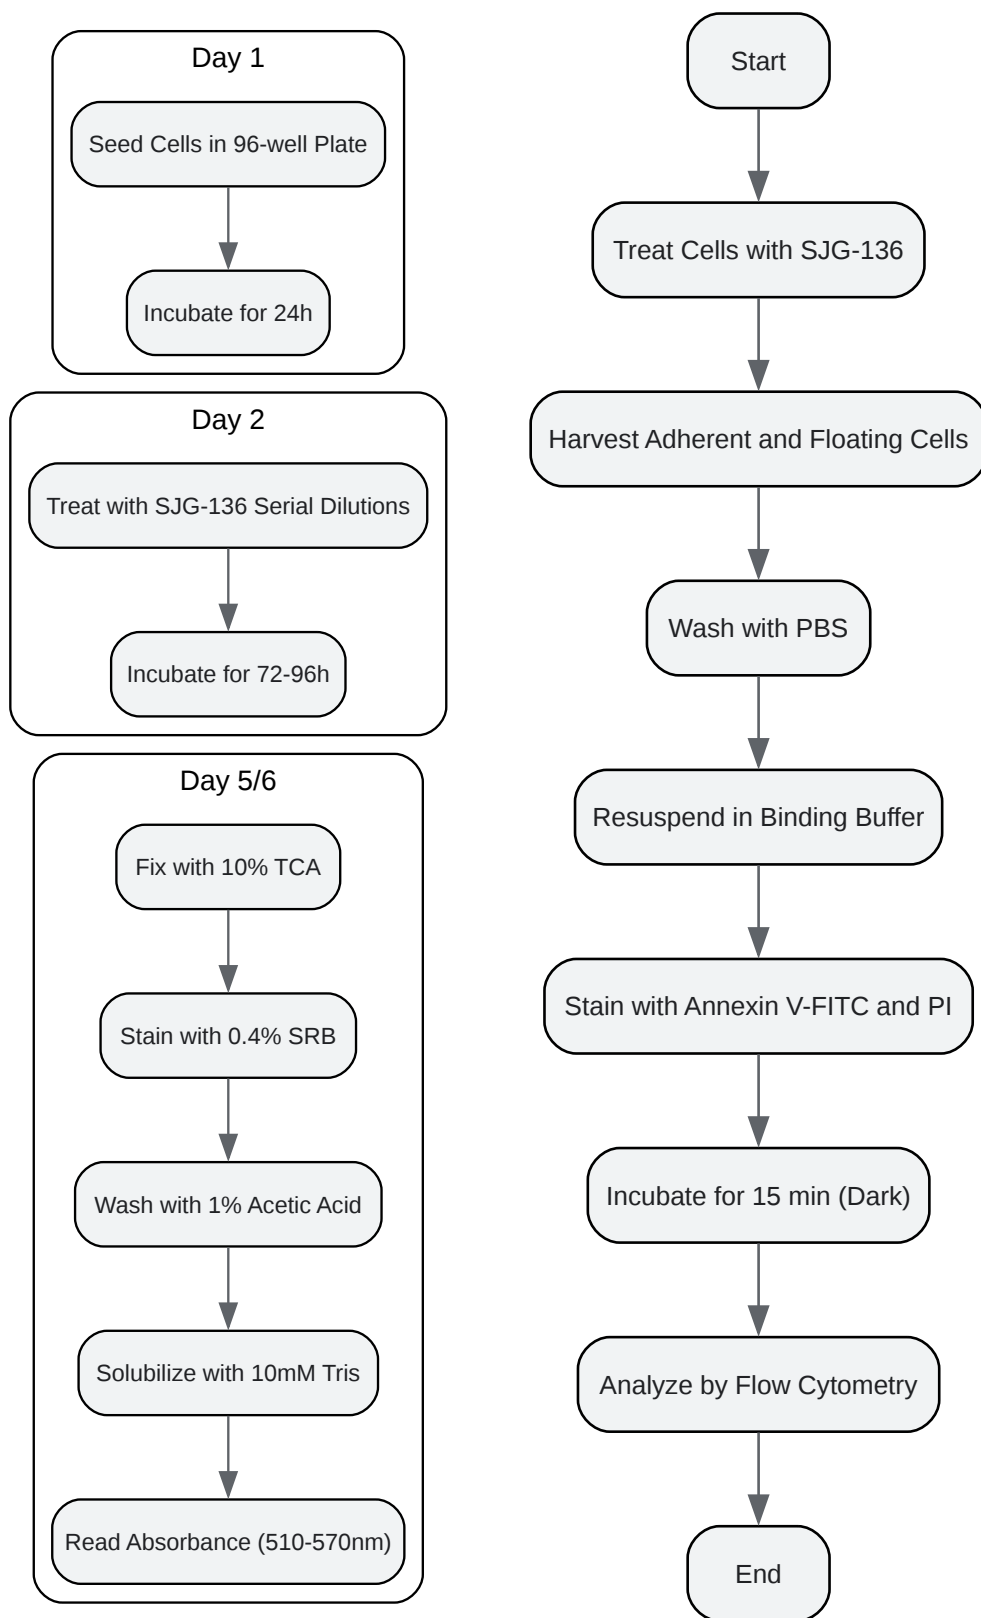 Day 1
Seed Cells in 96-well Plate
Incubate for 24h
Day 2
Treat with SJG-136 Serial Dilutions
Incubate for 72-96h
Day 5/6
Fix with 10% TCA
Stain with 0.4% SRB
Wash with 1% Acetic Acid
Solubilize with 10mM Tris
Read Absorbance (510-570nm)
Start
Treat Cells with SJG-136
Harvest Adherent and Floating Cells
Wash with PBS
Resuspend in Binding Buffer
Stain with Annexin V-FITC and PI
Incubate for 15 min (Dark)
Analyze by Flow Cytometry
End